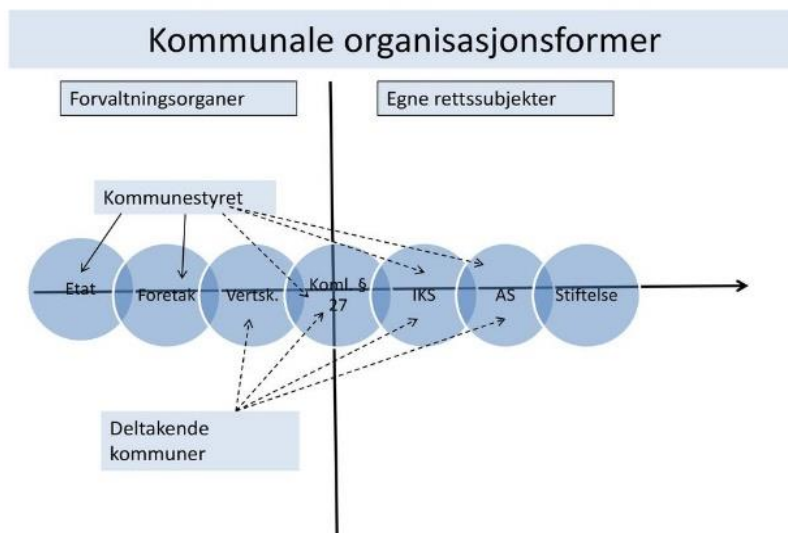 Kommunale organisasjonsformer
Forvaltningsorganer
Egne rettssubjekter
Kommunestyret
Etat
Foretak
Vertsk.
Koml §
27
IKS
AS
Stiftelse
Deltakende
kommuner